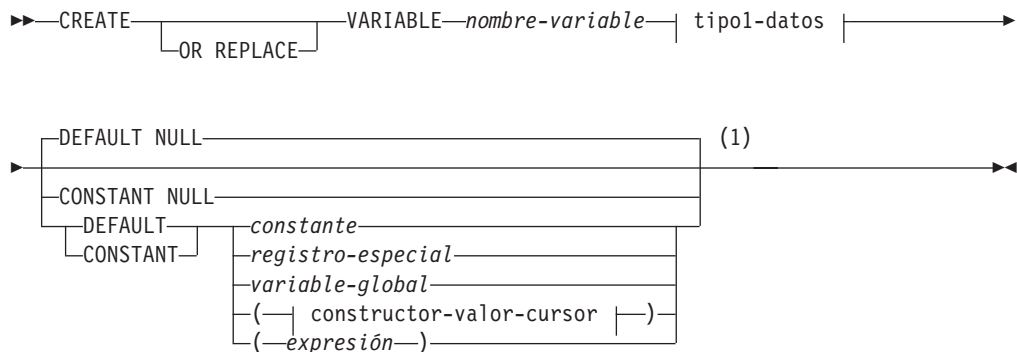 CREATE VARIABLE nombre-variable tipo1-datos
OR REPLACE
DEFAULT NULL (1)
CONSTANT NULL
DEFAULT constante
CONSTANT registro-especial
variable-global
( constructor-valor-cursor )
( expresión )